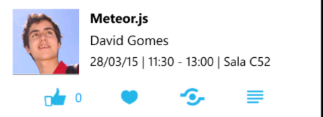 Meteor.js
David Gomes
28/03/15 | 11:30 - 13:00 | Sala C52
0